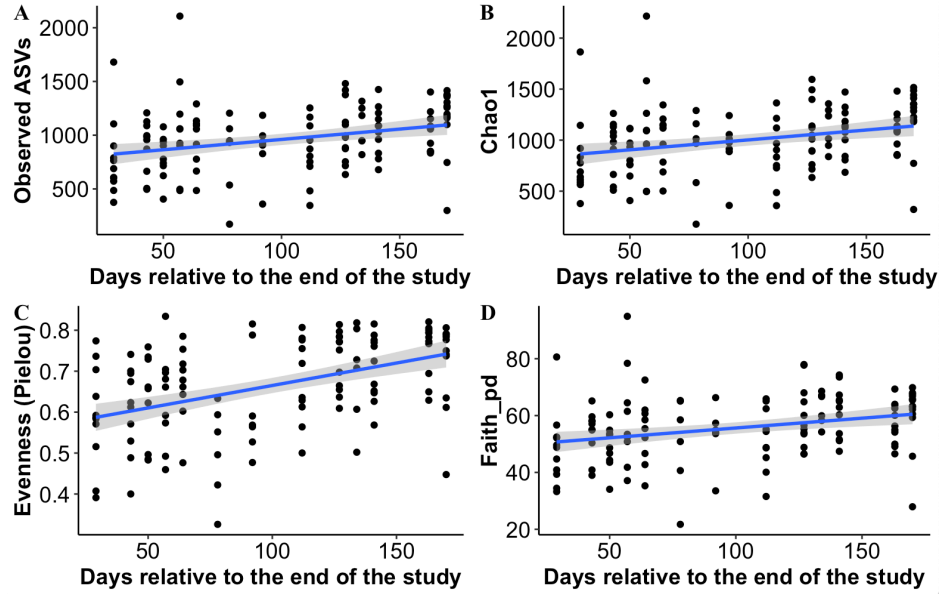 A
Observed ASVs
2000
1500
1000
500
50
100
150
Days relative to the end of the study
B
Chao1
2000
1500
1000
500
50
100
150
Days relative to the end of the study
C
Evenness (Pielou)
0.8
0.7
0.6
0.5
0.4
50
100
150
Days relative to the end of the study
D
Faith_pd
80
60
40
20
50
100
150
Days relative to the end of the study